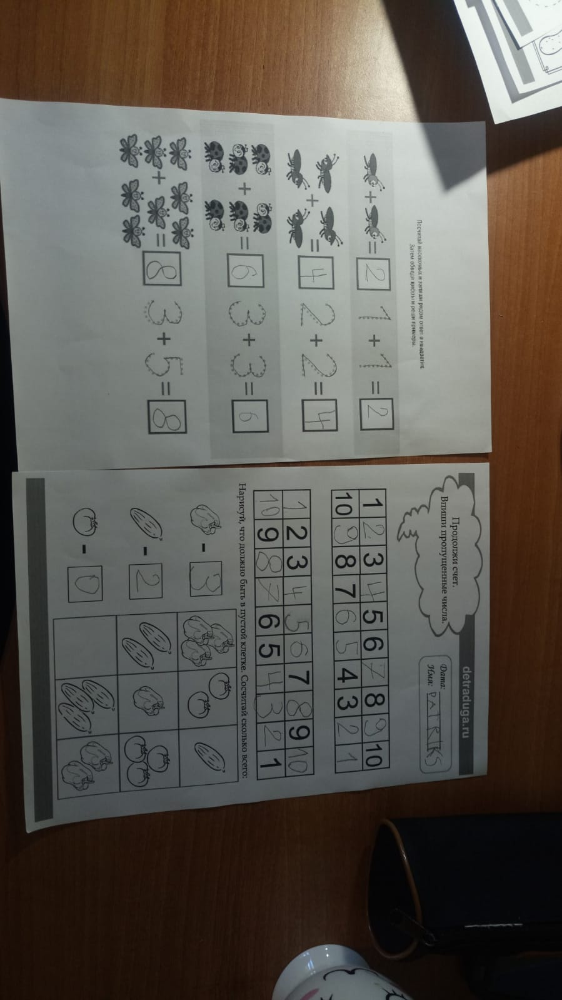 Посчитай насекомых и запиши рядом ответ в квадратик.
Затем обведи цифры и реши примеры.
+ = 2 1 + 1 = 2
+ = 4 2 + 2 = 4
+ = 6 3 + 3 = 6
+ = 8 3 + 5 = 8
detraduga.ru
Продолжи счет.
Впиши пропущенные числа.
Дата:
Имя: PATRIKS
1 2 3 4 5 6 7 8 9 10
10 9 8 7 6 5 4 3 2 1
1 2 3 4 5 6 7 8 9 10
10 9 8 7 6 5 4 3 2 1
Нарисуй, что должно быть в пустой клетке. Сосчитай сколько всего:
- 3
- 2
- 0